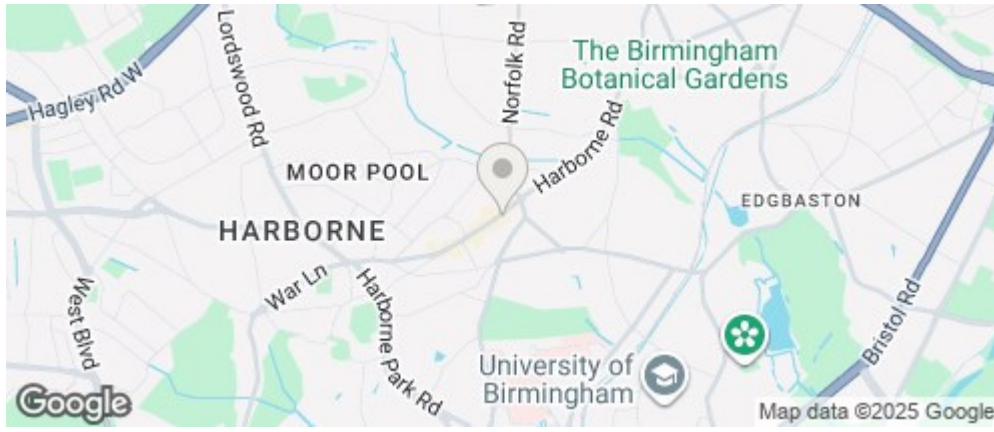 Lordswood Rd
Hagley Rd W
Norfolk Rd
The Birmingham
Botanical Gardens
Harborne Rd
MOOR POOL
EDGBASTON
HARBORNE
War Ln
West Blvd
Harborne Park Rd
Bristol Rd
University of
Birmingham
Google
Map data ©2025 Google